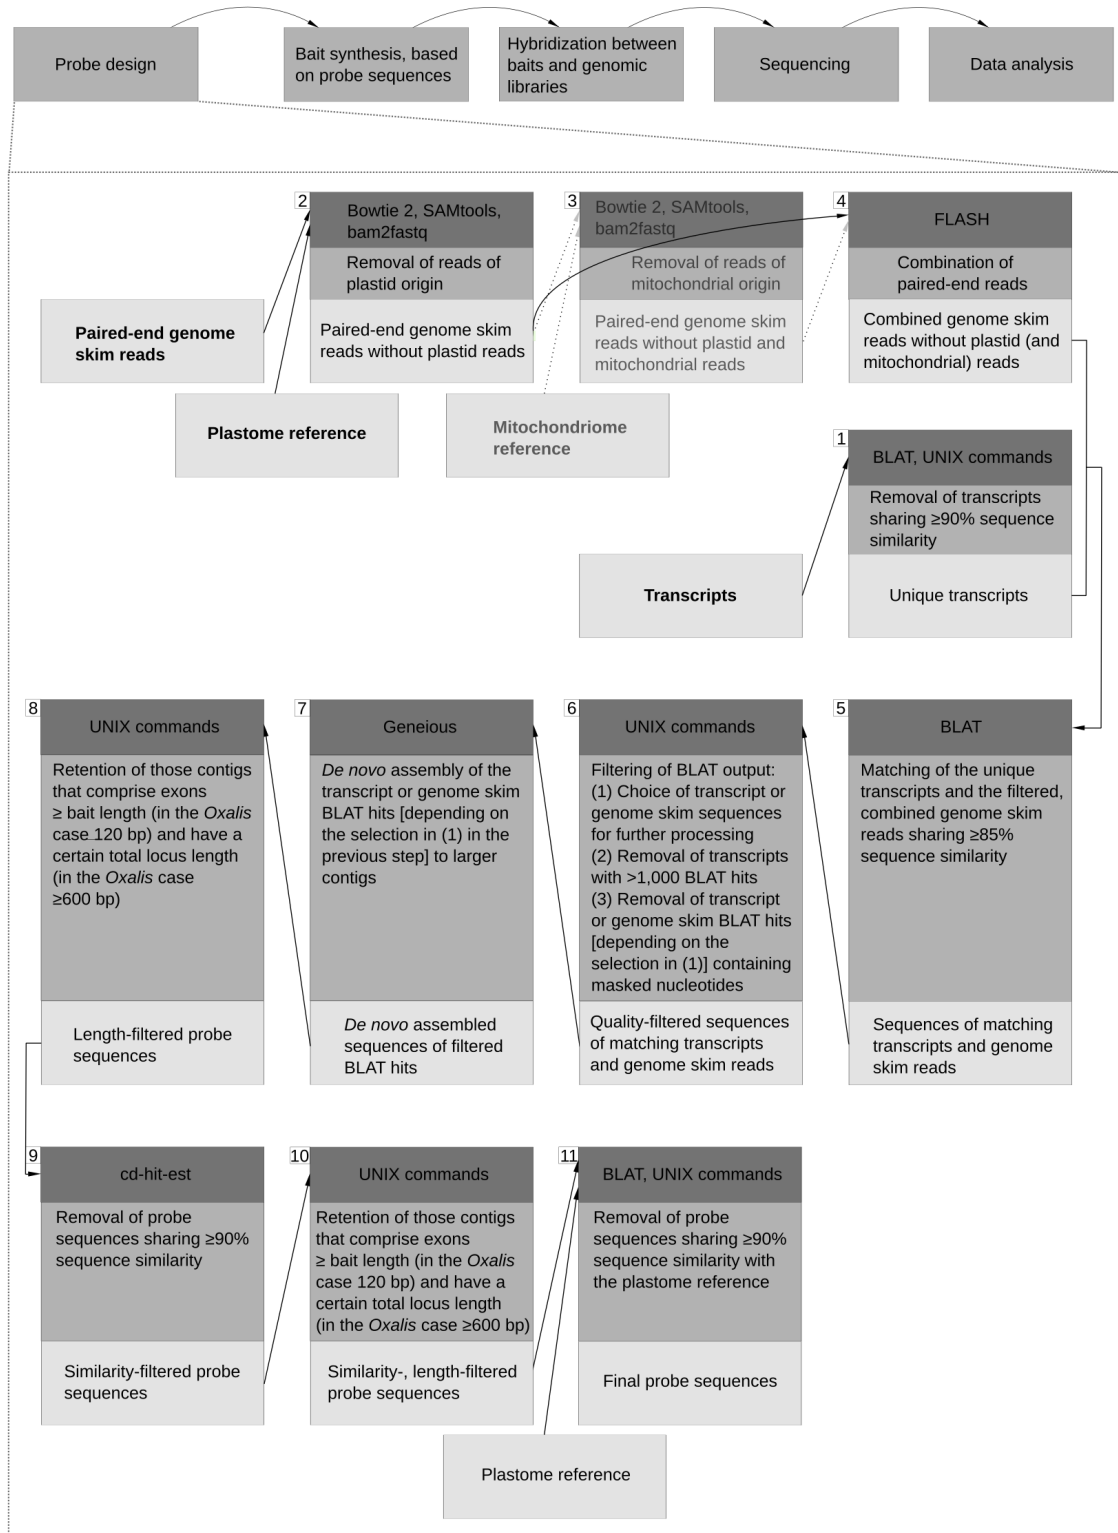 Probe design
Bait synthesis, based
on probe sequences
Hybridization between
baits and genomic
libraries
Sequencing
Data analysis
2
Bowtie 2, SAMtools,
bam2fastq
Removal of reads of
plastid origin
Paired-end genome skim
reads without plastid reads
3
Bowtie 2, SAMtools,
bam2fastq
Removal of reads of
mitochondrial origin
Paired-end genome skim
reads without plastid and
mitochondrial reads
4
FLASH
Combination of
paired-end reads
Combined genome skim
reads without plastid (and
mitochondrial) reads
Paired-end genome
skim reads
Plastome reference
Mitochondriome
reference
1
BLAT, UNIX commands
Removal of transcripts
sharing ≥90% sequence
similarity
Unique transcripts
Transcripts
8
UNIX commands
Retention of those contigs
that comprise exons
≥ bait length (in the Oxalis
case 120 bp) and have a
certain total locus length
(in the Oxalis case
≥600 bp)
Length-filtered probe
sequences
7
Geneious
De novo assembly of the
transcript or genome skim
BLAT hits [depending on
the selection in (1) in the
previous step] to larger
contigs
De novo assembled
sequences of filtered
BLAT hits
6
UNIX commands
Filtering of BLAT output:
(1) Choice of transcript or
genome skim sequences
for further processing
(2) Removal of transcripts
with >1,000 BLAT hits
(3) Removal of transcript
or genome skim BLAT hits
[depending on the
selection in (1)] containing
masked nucleotides
Quality-filtered sequences
of matching transcripts
and genome skim reads
5
BLAT
Matching of the unique
transcripts and the filtered,
combined genome skim
reads sharing ≥85%
sequence similarity
Sequences of matching
transcripts and genome
skim reads
9
cd-hit-est
Removal of probe
sequences sharing ≥90%
sequence similarity
Similarity-filtered probe
sequences
10
UNIX commands
Retention of those contigs
that comprise exons
≥ bait length (in the Oxalis
case 120 bp) and have a
certain total locus length
(in the Oxalis case ≥600 bp)
Similarity-, length-filtered
probe sequences
11
BLAT, UNIX commands
Removal of probe
sequences sharing ≥90%
sequence similarity with
the plastome reference
Final probe sequences
Plastome reference